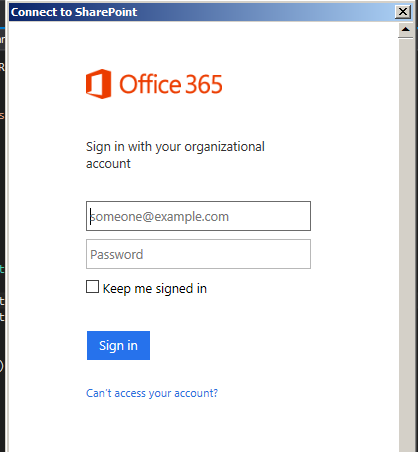 Connect to SharePoint
Office 365
Sign in with your organizational
account
someone@example.com
Password
Keep me signed in
Sign in
Can't access your account?